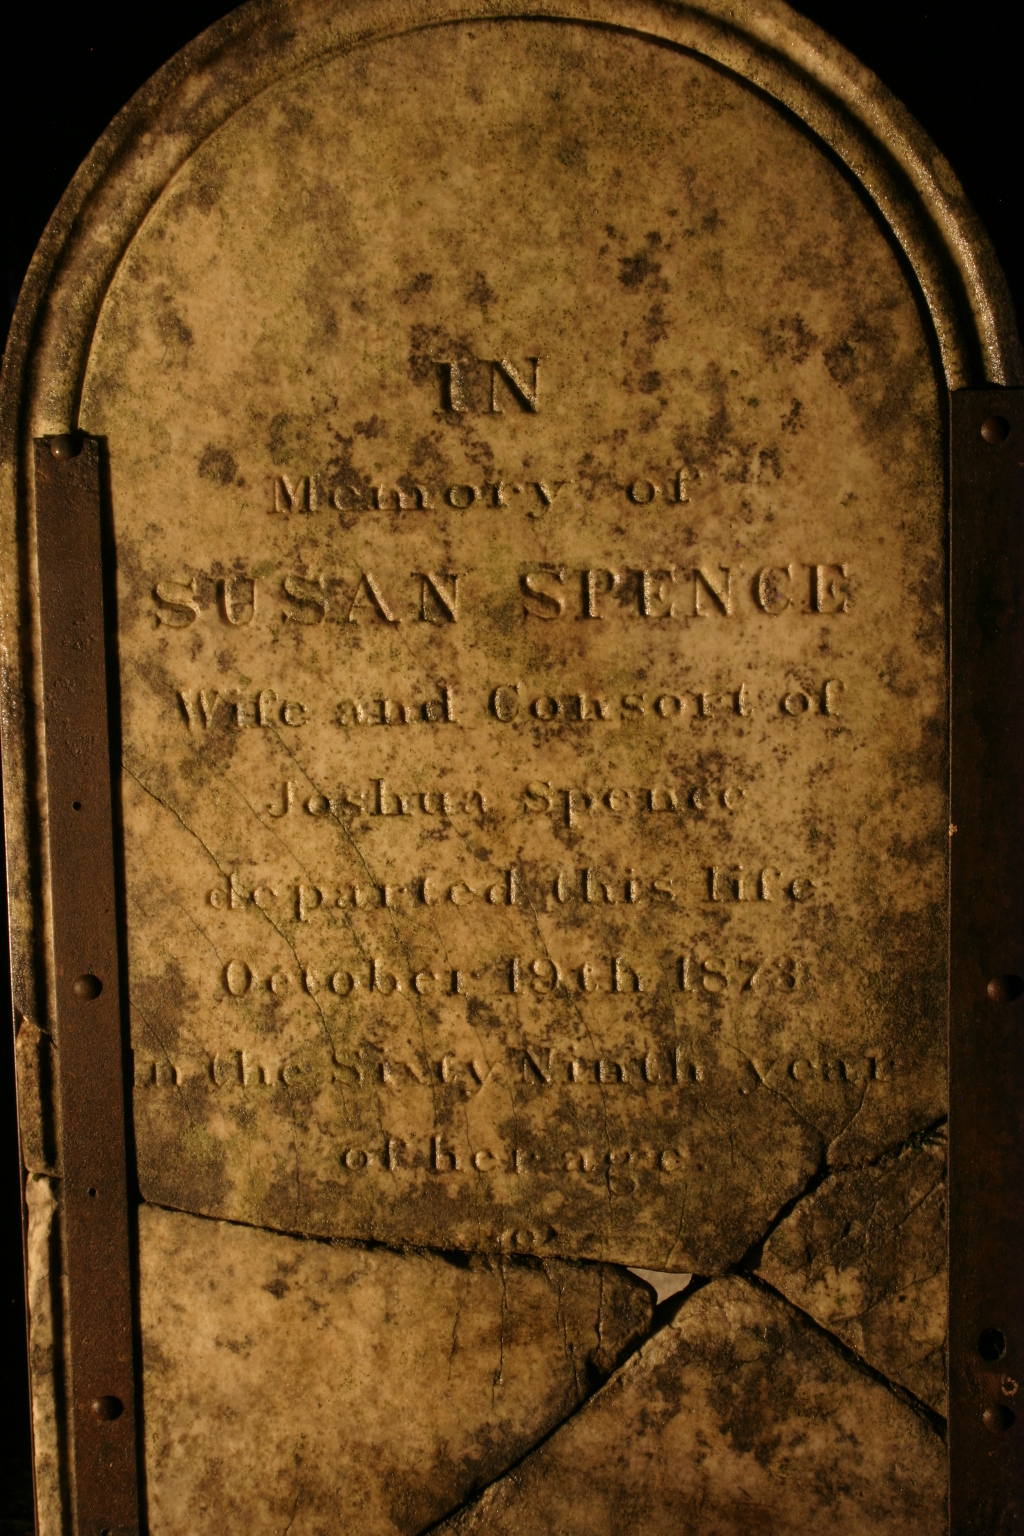 IN
Memory of
SUSAN SPENCE
Wife and Consort of
Joshua Spence
departed this life
October 19th 1873
in the Sixty Ninth year
of her age.